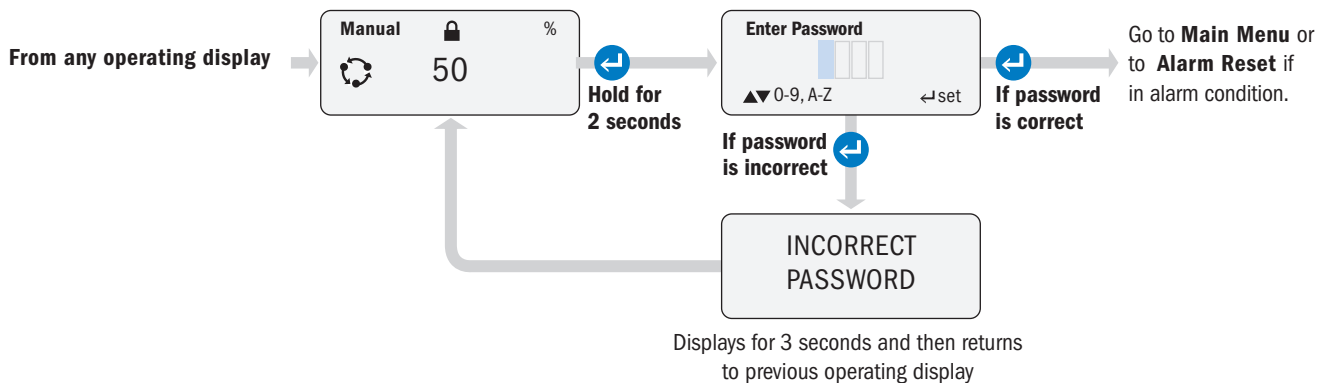 From any operating display
Manual %
50
Hold for
2 seconds
Enter Password
▲▼ 0-9, A-Z ↵ set
If password
is correct
Go to Main Menu or
to Alarm Reset if
in alarm condition.
If password
is incorrect
INCORRECT
PASSWORD
Displays for 3 seconds and then returns
to previous operating display